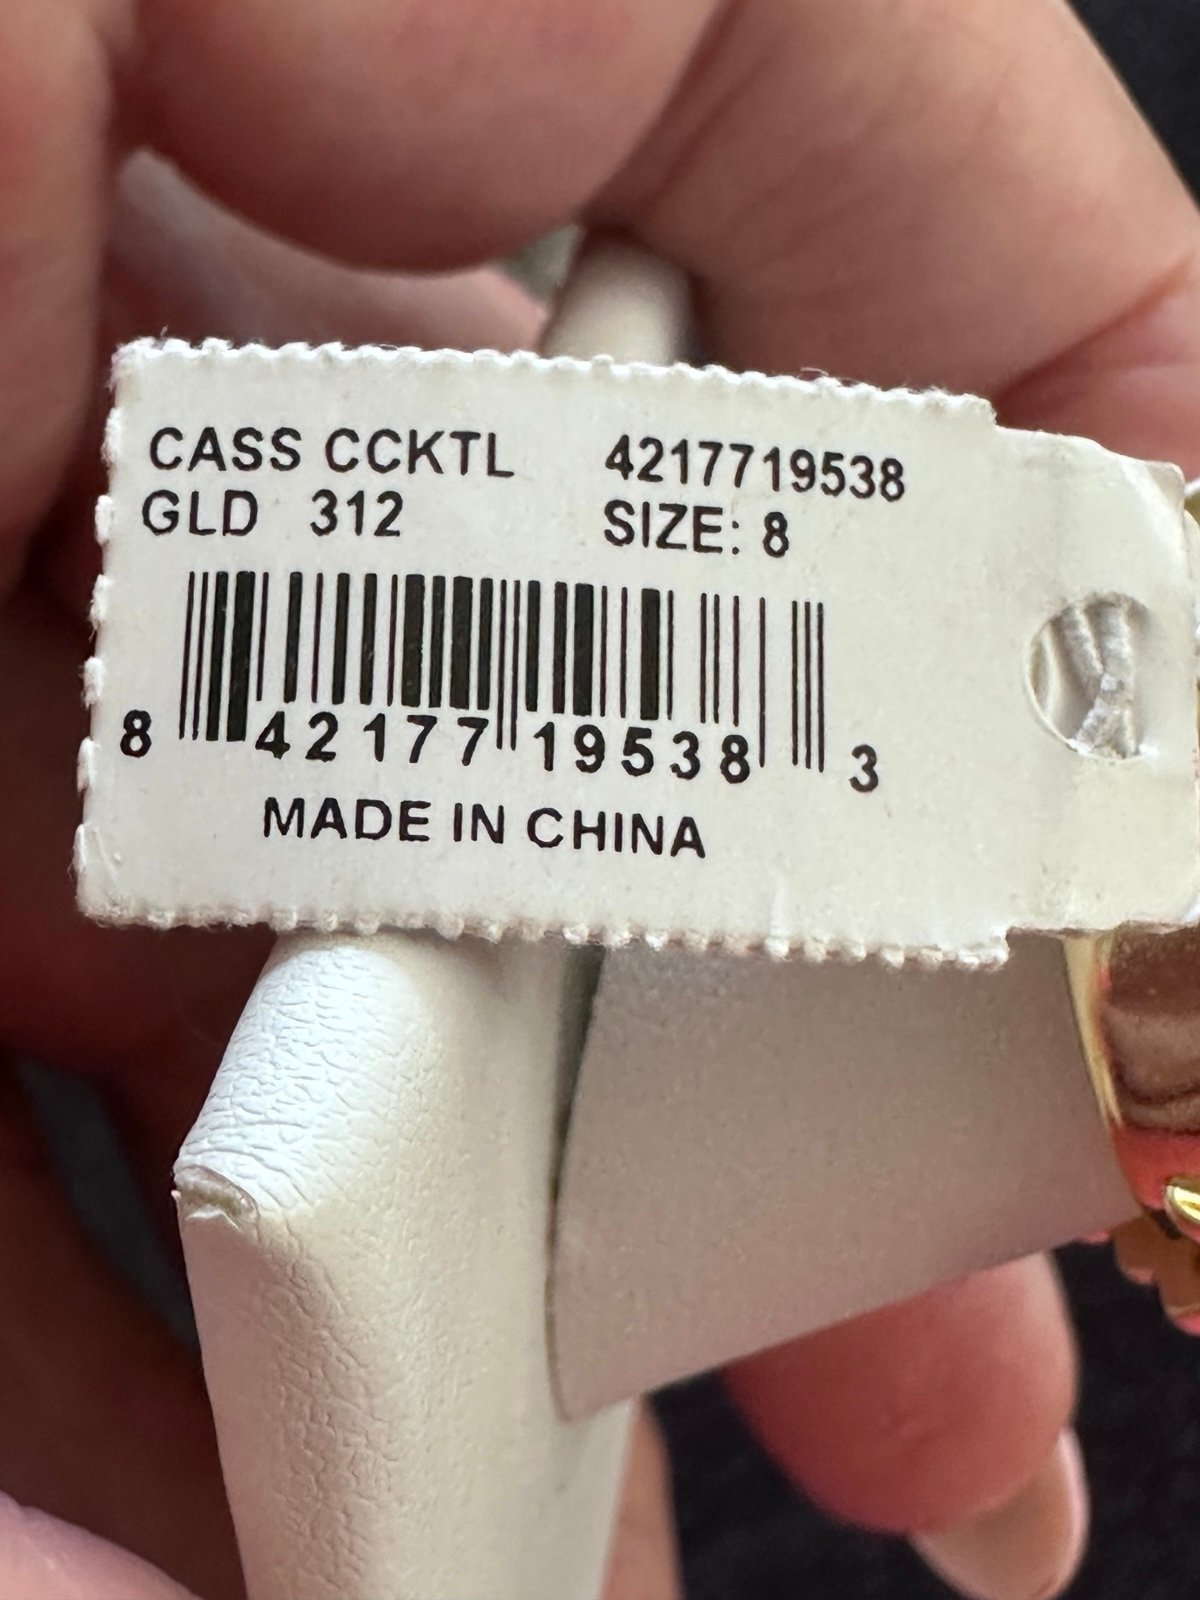 CASS CCKTL 4217719538
GLD 312 SIZE: 8
8 42177 19538 3
MADE IN CHINA